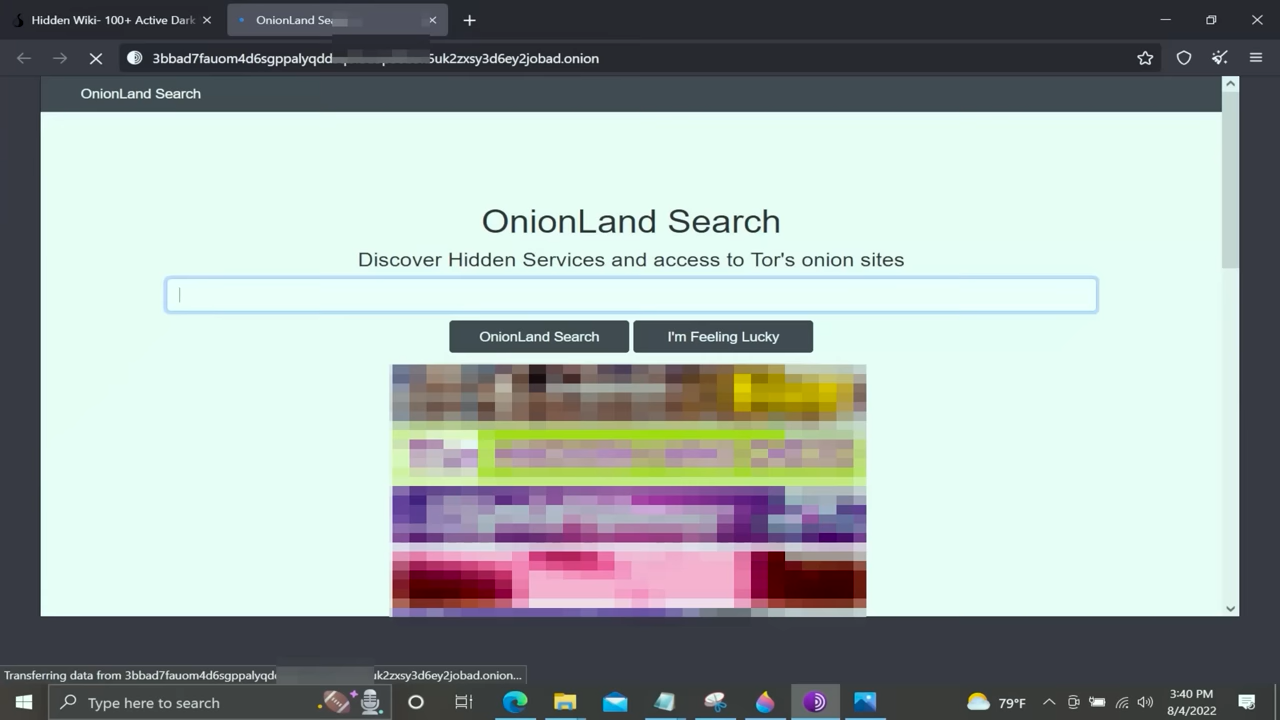 Hidden Wiki- 100+ Active Dark
OnionLand Sea
3bbad7fauom4d6sgppalyqdd
5uk2zxsy3d6ey2jobad.onion
OnionLand Search
OnionLand Search
Discover Hidden Services and access to Tor's onion sites
OnionLand Search
I'm Feeling Lucky
Transferring data from 3bbad7fauom4d6sgppalyqdd
uk2zxsy3d6ey2jobad.onion...
Type here to search
79°F
3:40 PM
8/4/2022